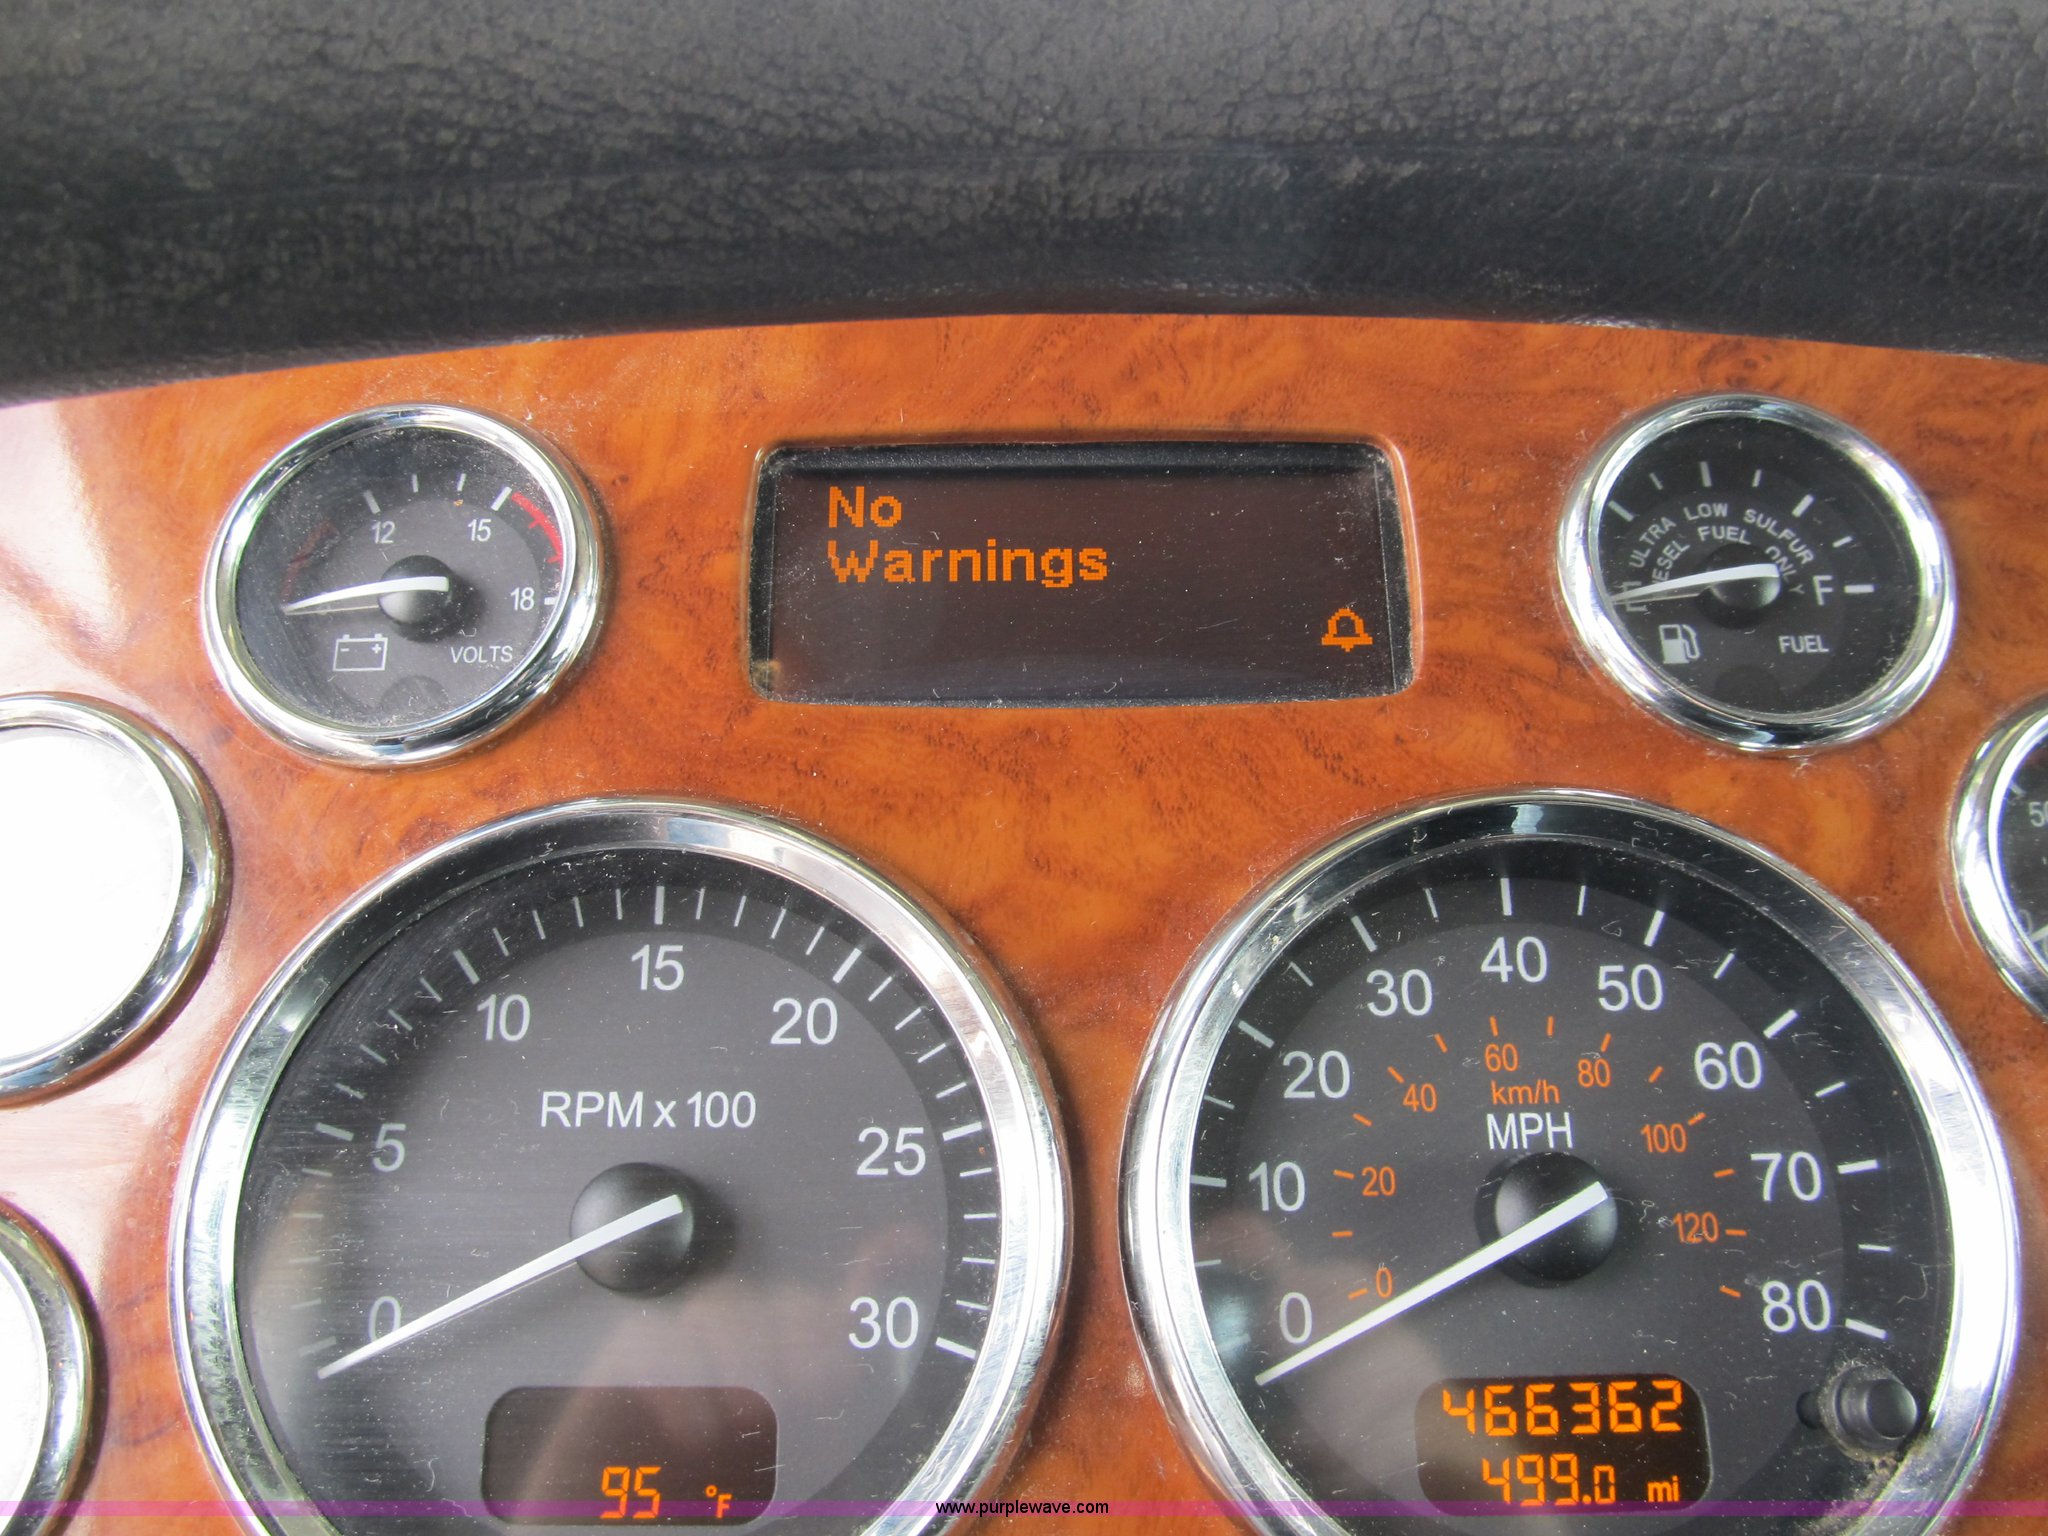 No
Warnings
12
15
18
VOLTS
ULTRA LOW SULFUR
DIESEL FUEL ONLY
F
FUEL
0
5
10
15
20
25
30
RPM x 100
95 °F
0
10
20
30
40
50
60
70
80
0
20
40
60
80
100
120
km/h
MPH
466362
499.0 mi
50
www.purplewave.com